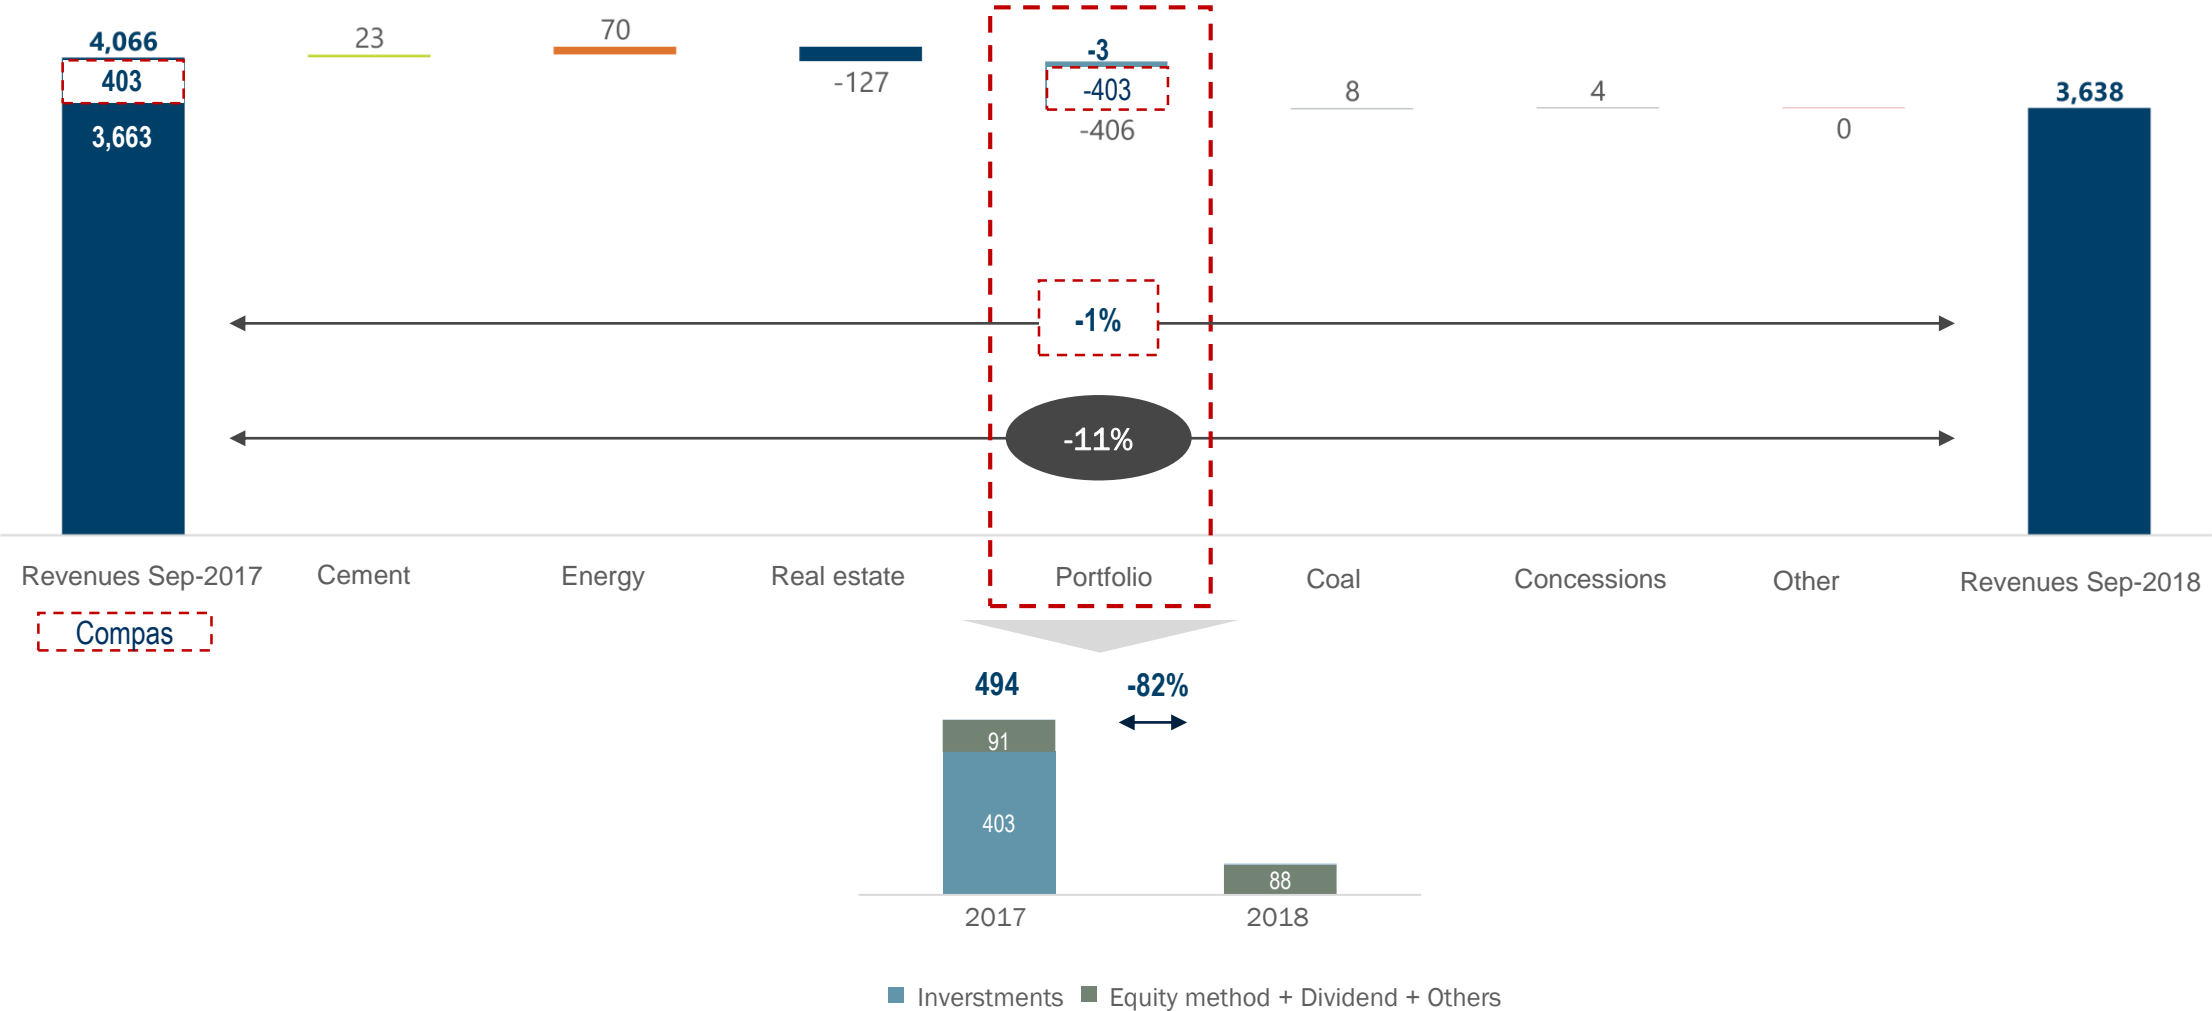 4,066
403
3,663
23
70
-127
-3
-403
-406
8
4
0
3,638
-1%
-11%
Revenues Sep-2017
Cement
Energy
Real estate
Portfolio
Coal
Concessions
Other
Revenues Sep-2018
Compas
494
-82%
91
403
88
2017
2018
Inverstments
Equity method + Dividend + Others